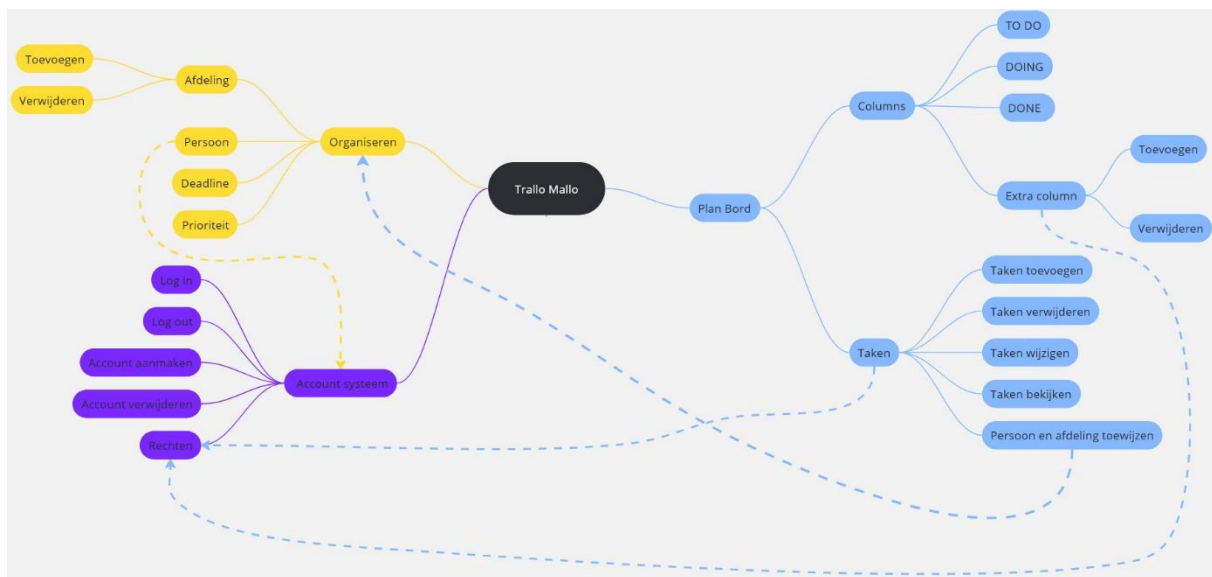 Trallo Mallo
Organiseren
Afdeling
Toevoegen
Verwijderen
Persoon
Deadline
Prioriteit
Account systeem
Log in
Log out
Account aanmaken
Account verwijderen
Rechten
Plan Bord
Columns
TO DO
DOING
DONE
Extra column
Toevoegen
Verwijderen
Taken
Taken toevoegen
Taken verwijderen
Taken wijzigen
Taken bekijken
Persoon en afdeling toewijzen